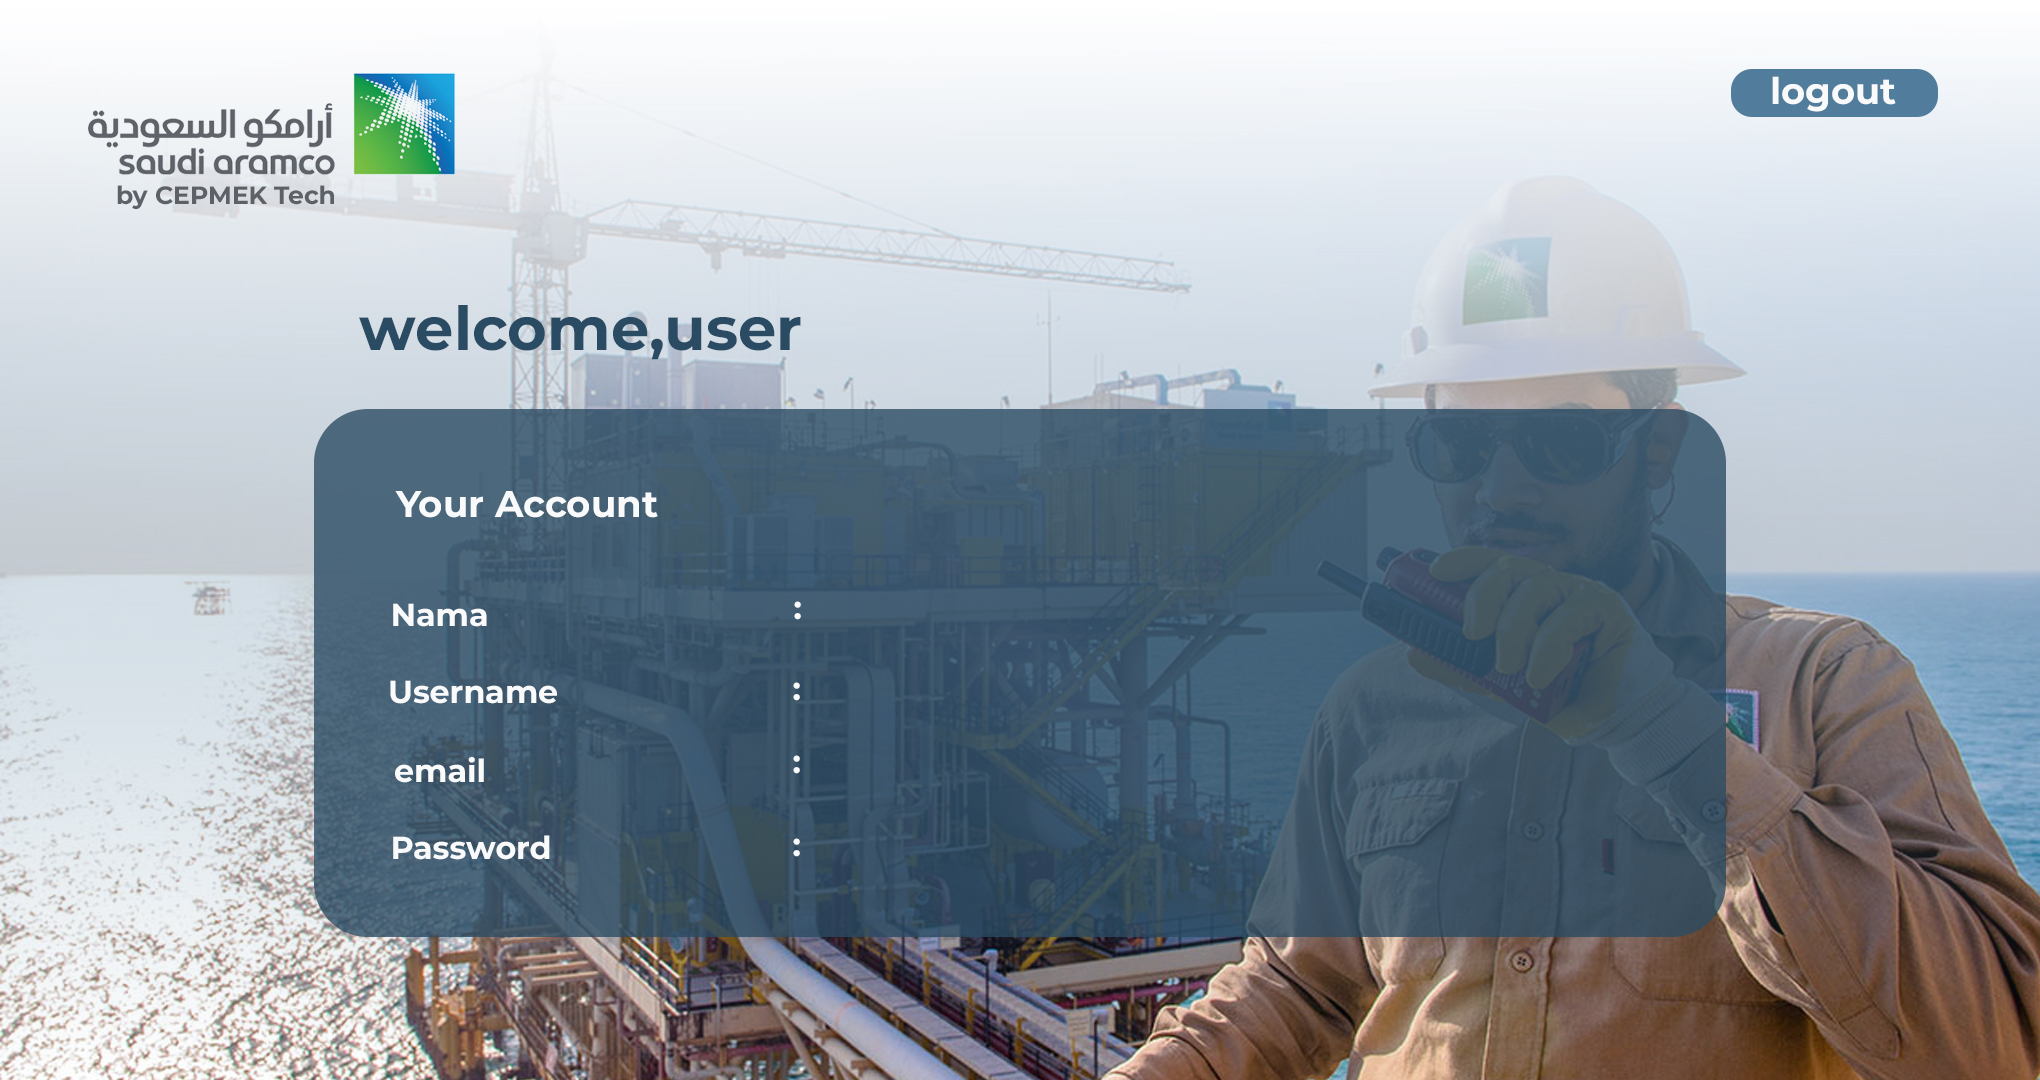 أرامكو السعودية
saudi aramco
by CEPMEK Tech
logout
welcome,user
Your Account
Nama :
Username :
email :
Password :